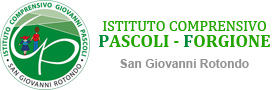 ISTITUTO COMPRENSIVO GIOVANNI PASCOLI
• SAN GIOVANNI ROTONDO •
ISTITUTO COMPRENSIVO
PASCOLI - FORGIONE
San Giovanni Rotondo